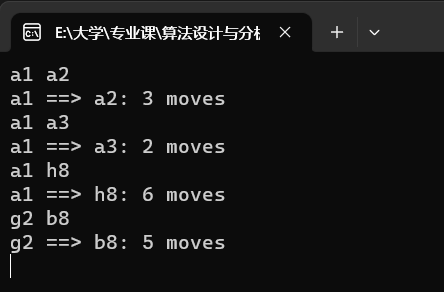 E:\大学\专业课\算法设计与分析
a1 a2
a1 ==> a2: 3 moves
a1 a3
a1 ==> a3: 2 moves
a1 h8
a1 ==> h8: 6 moves
g2 b8
g2 ==> b8: 5 moves